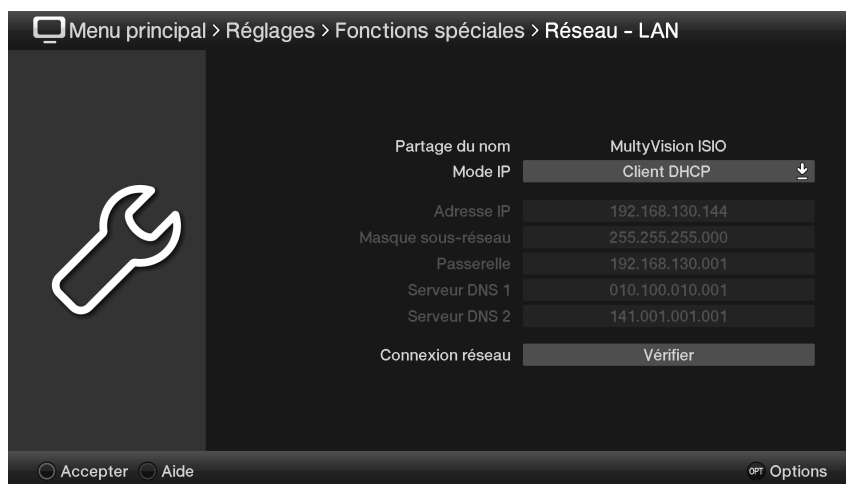 Menu principal > Réglages > Fonctions spéciales > Réseau - LAN
Partage du nom MultyVision ISIO
Mode IP Client DHCP
Adresse IP 192.168.130.144
Masque sous-réseau 255.255.255.000
Passerelle 192.168.130.001
Serveur DNS 1 010.100.010.001
Serveur DNS 2 141.001.001.001
Connexion réseau Vérifier
Accepter Aide OPT Options